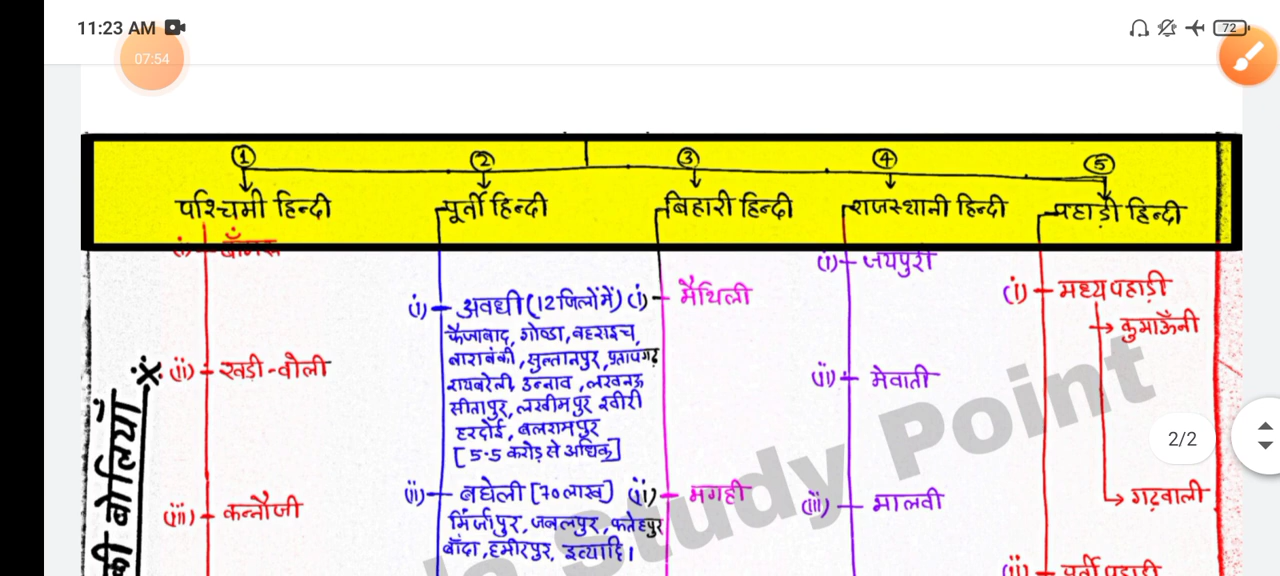 11:23 AM
72
07:54
① ② ③ ④ ⑤
पश्चिमी हिन्दी पूर्वी हिन्दी बिहारी हिन्दी राजस्थानी हिन्दी पहाड़ी हिन्दी
(i) बाँगरू
(ii) खड़ी-बोली
(iii) कन्नौजी
की बोलियाँ
(i) अवधी (12 जिलों में)
फैजाबाद, गोण्डा, बहराइच,
बाराबंकी, सुल्तानपुर, प्रतापगढ़
रायबरेली, उन्नाव, लखनऊ
सीतापुर, लखीमपुर खीरी
हरदोई, बलरामपुर
[5.5 करोड़ से अधिक]
(ii) बघेली [70 लाख]
मिर्जापुर, जबलपुर, फतेहपुर
बाँदा, हमीरपुर, इत्यादि।
(i) मैथिली
(ii) मगही
(i) जयपुरी
(ii) मेवाती
(iii) मालवी
(i) मध्य पहाड़ी
कुमाऊँनी
गढ़वाली
(ii) पूर्वी पहाड़ी
Study Point
2/2